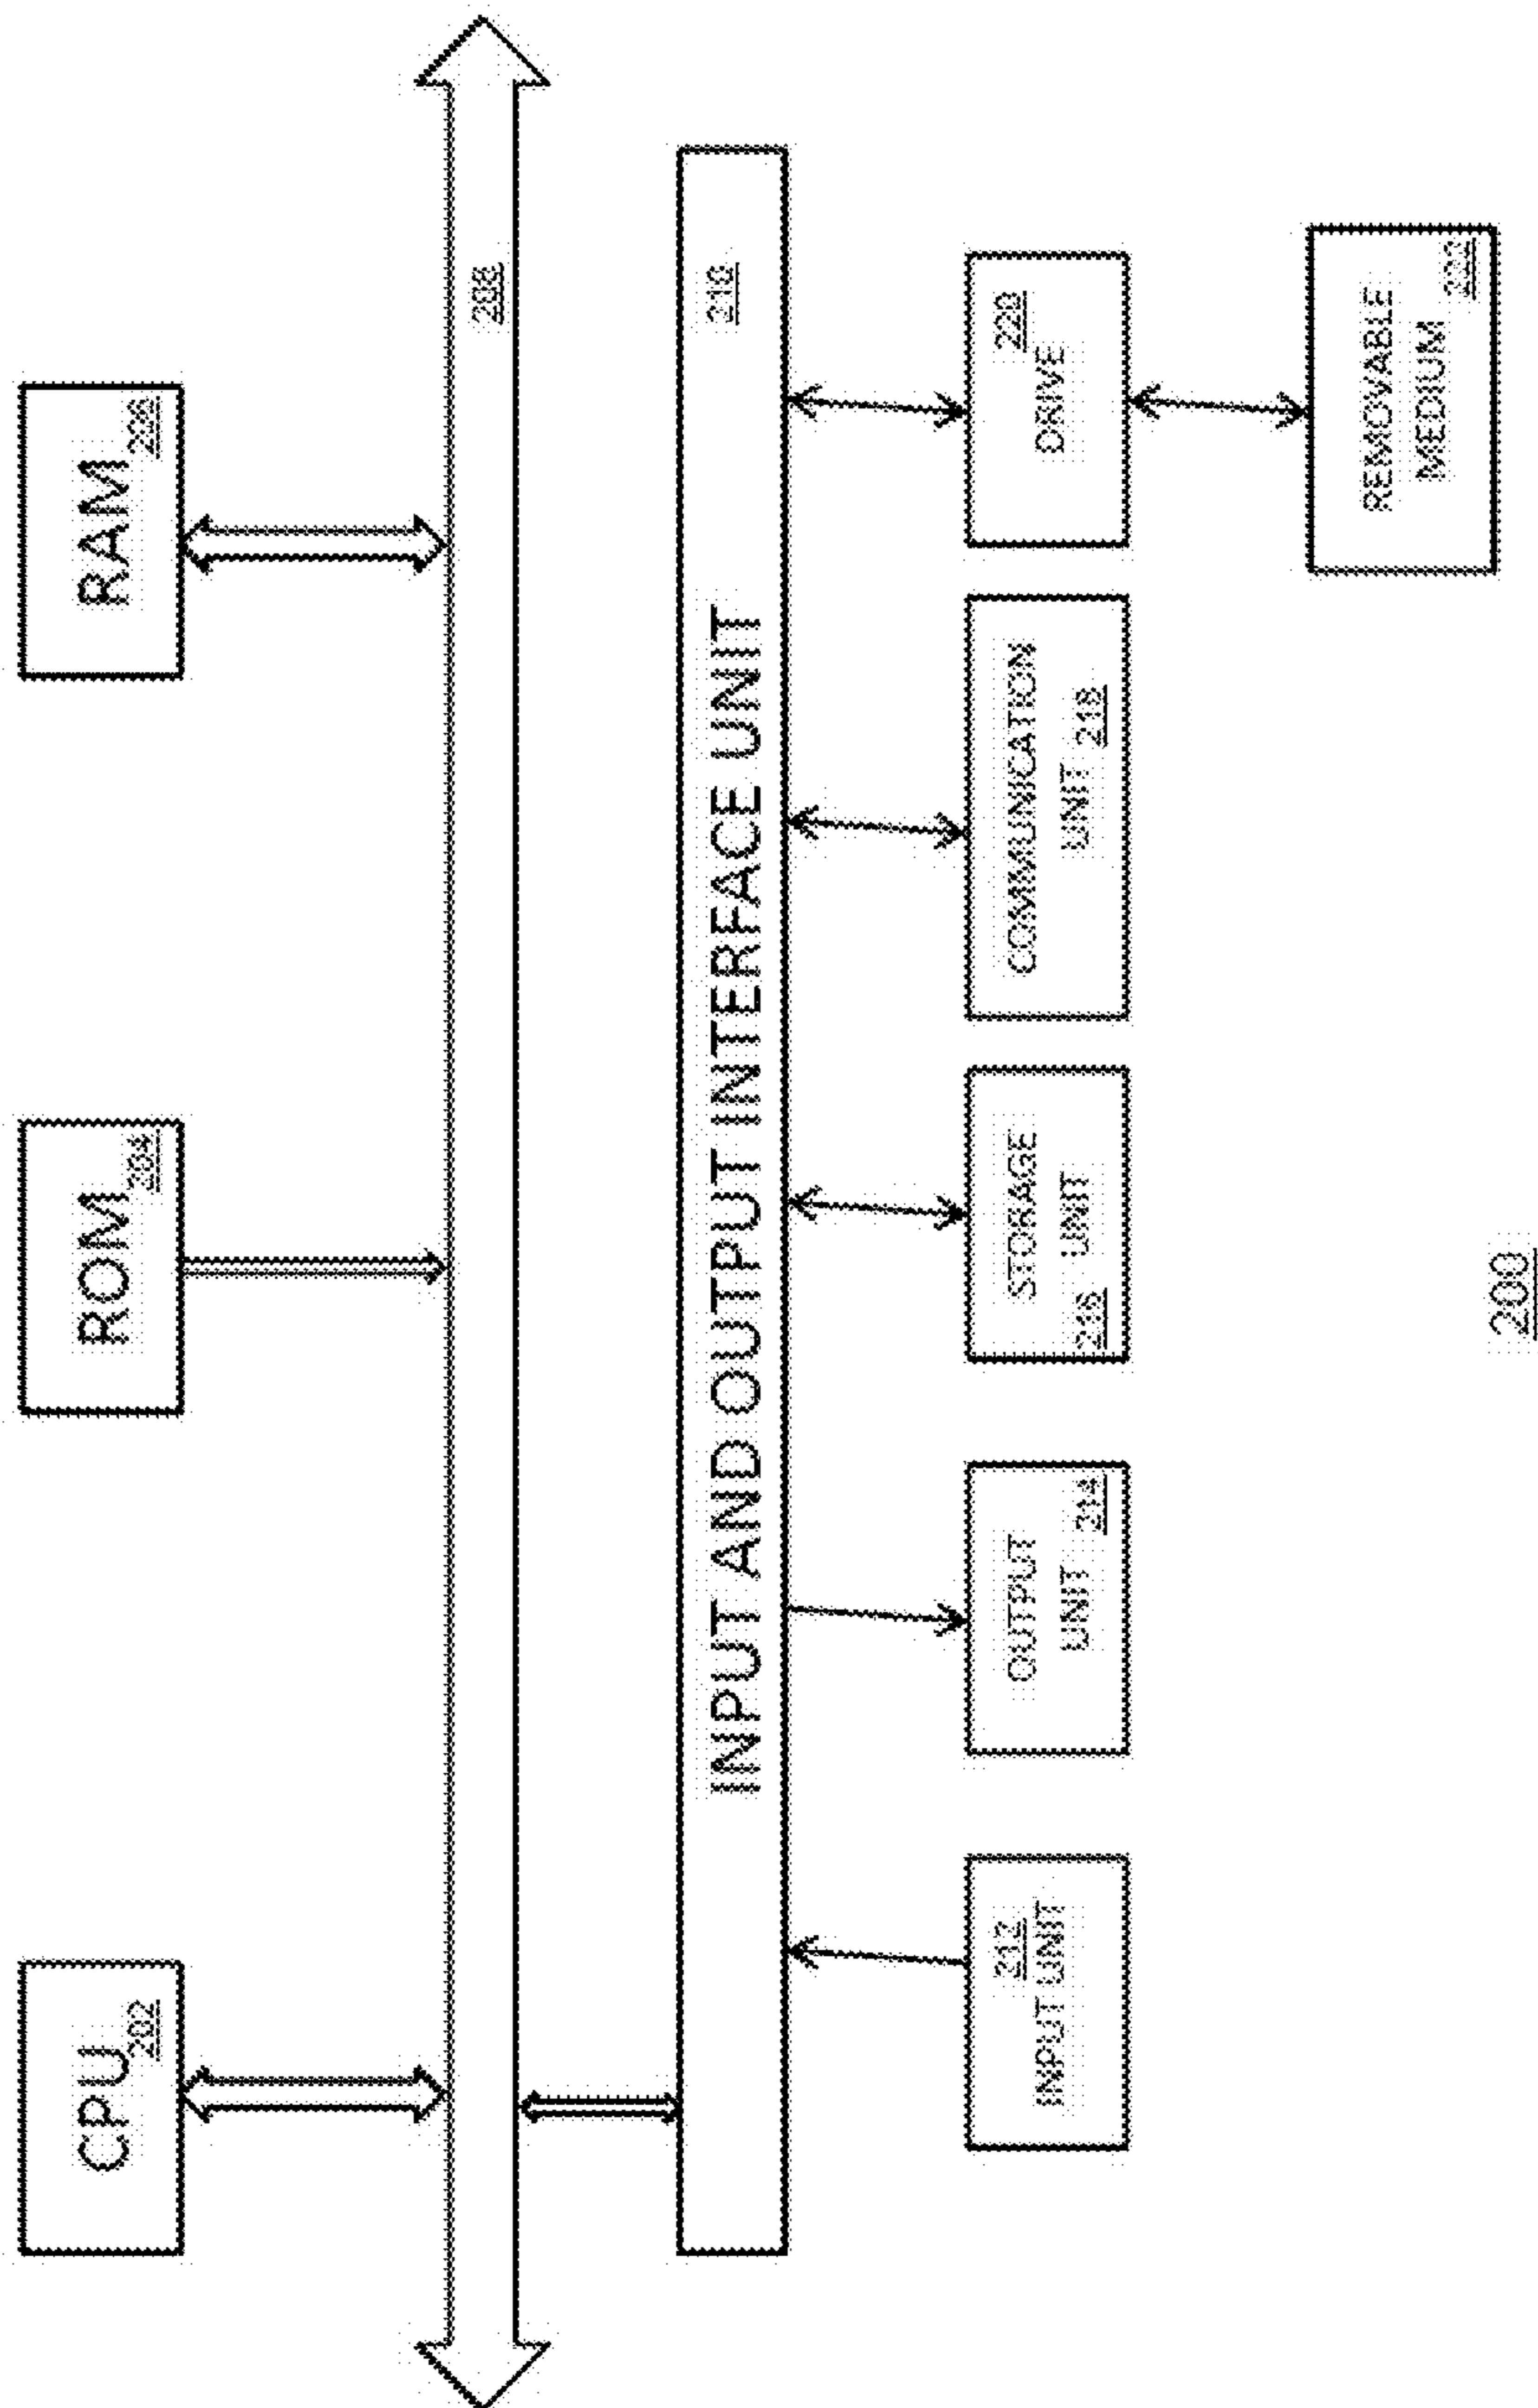 CPU
202
ROM
204
RAM
206
208
INPUT AND OUTPUT INTERFACE UNIT
210
212
INPUT UNIT
OUTPUT
UNIT 214
STORAGE
216 UNIT
COMMUNICATION
UNIT 218
220
DRIVE
REMOVABLE
MEDIUM
222
200